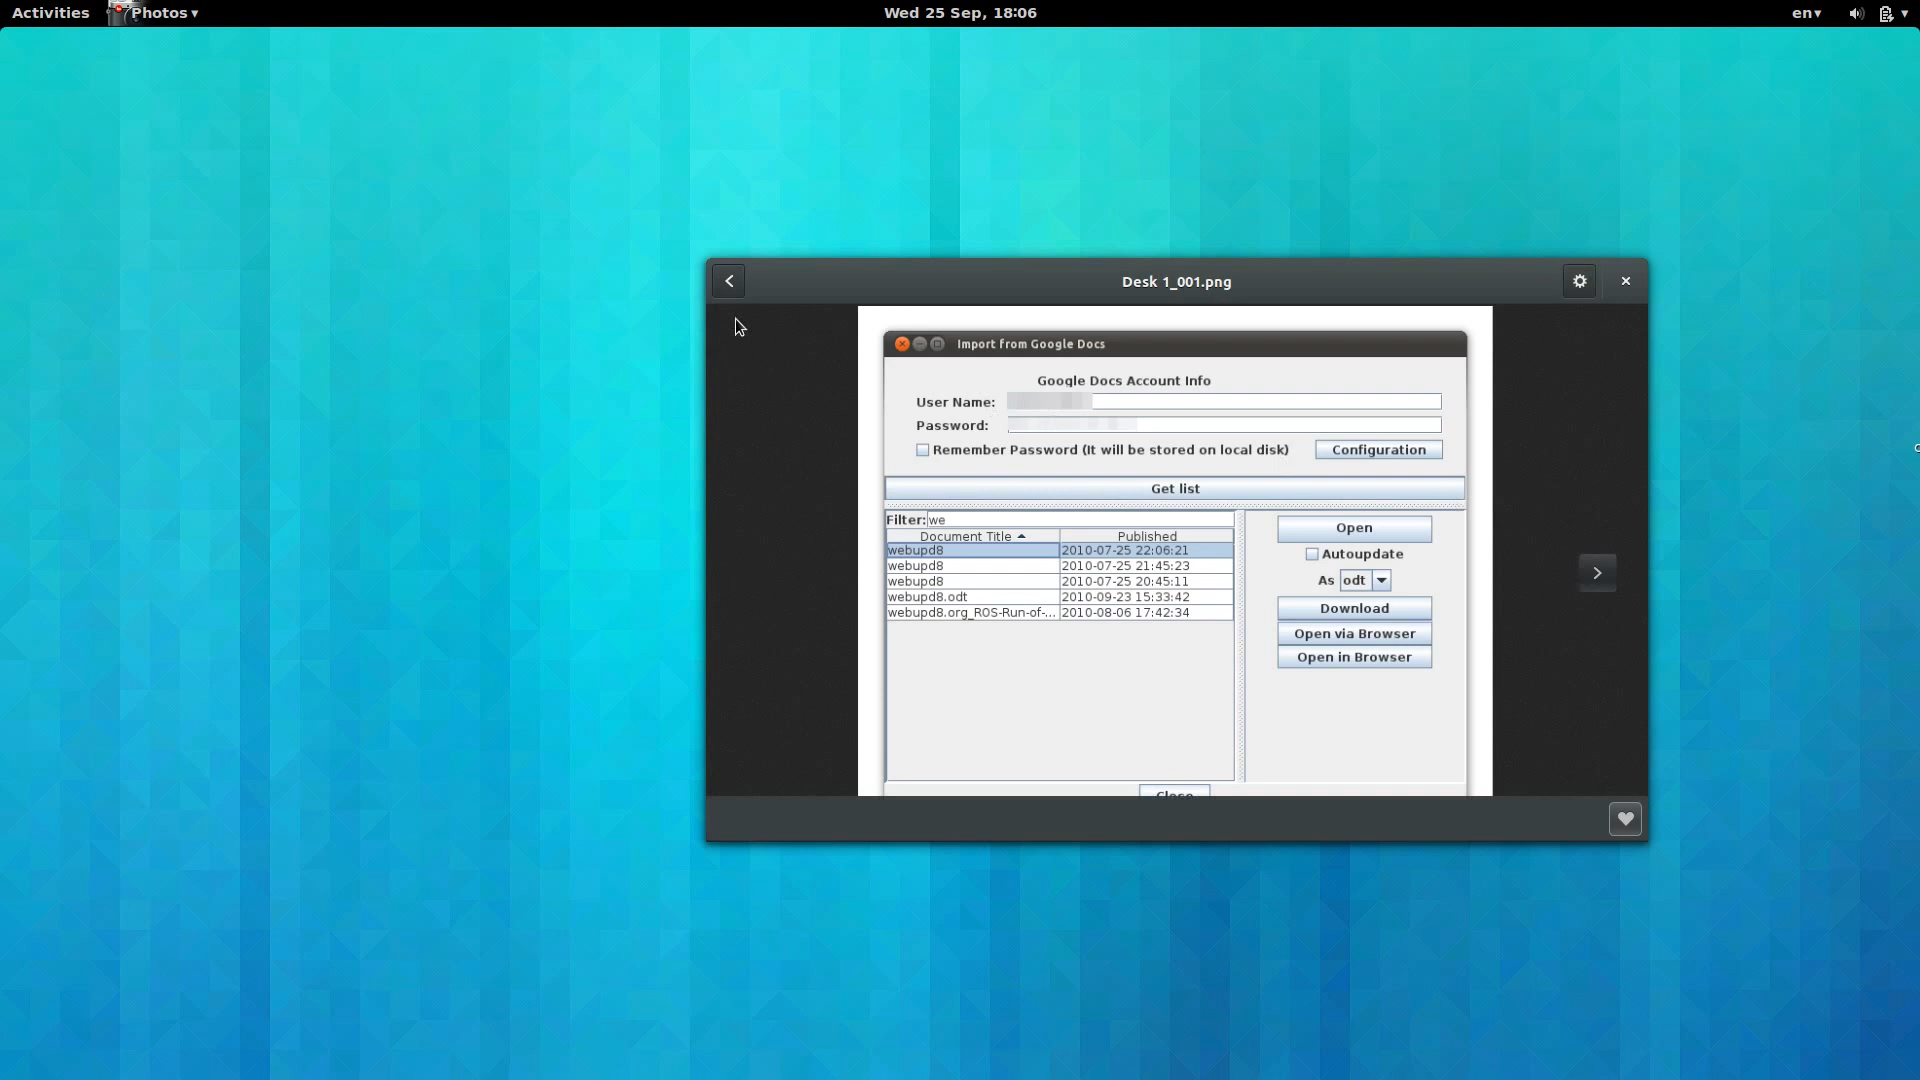 Activities Photos Wed 25 Sep, 18:06 en
Desk 1_001.png
Import from Google Docs
Google Docs Account Info
User Name:
Password:
Remember Password (It will be stored on local disk) Configuration
Get list
Filter: we
Document Title Published
webupd8 2010-07-25 22:06:21
webupd8 2010-07-25 21:45:23
webupd8 2010-07-25 20:45:11
webupd8.odt 2010-09-23 15:33:42
webupd8.org_ROS-Run-of-... 2010-08-06 17:42:34
Open
Autoupdate
As odt
Download
Open via Browser
Open in Browser
Close